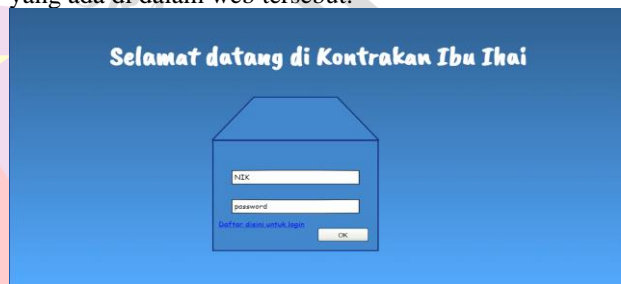 yang ada di dalam web tersebut.
Selamat datang di Kontrakan Ibu Ihai
NIK
password
Daftar disini untuk login
OK